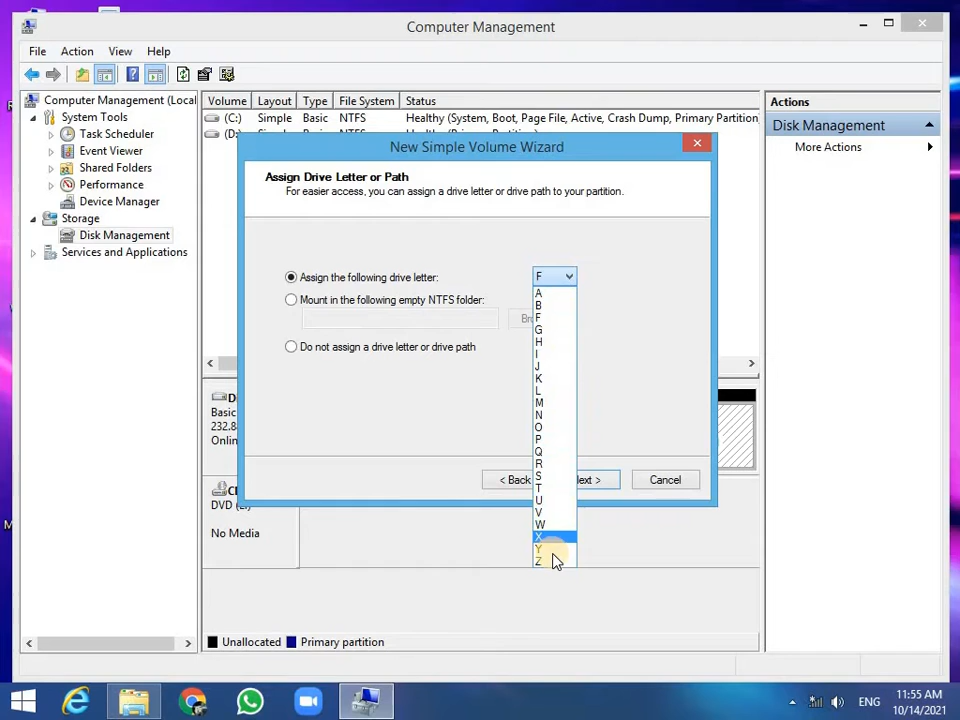 Computer Management
File Action View Help
Computer Management (Local
System Tools
Task Scheduler
Event Viewer
Shared Folders
Performance
Device Manager
Storage
Disk Management
Services and Applications
Volume Layout Type File System Status
(C:) Simple Basic NTFS Healthy (System, Boot, Page File, Active, Crash Dump, Primary Partition)
Actions
Disk Management
More Actions
New Simple Volume Wizard
Assign Drive Letter or Path
For easier access, you can assign a drive letter or drive path to your partition.
Assign the following drive letter: F
Mount in the following empty NTFS folder:
Do not assign a drive letter or drive path
A
B
F
G
H
I
J
K
L
M
N
O
P
Q
R
S
T
U
V
W
X
Y
Z
< Back
Cancel
Basic
232.8
Online
No Media
Unallocated Primary partition
ENG
11:55 AM
10/14/2021